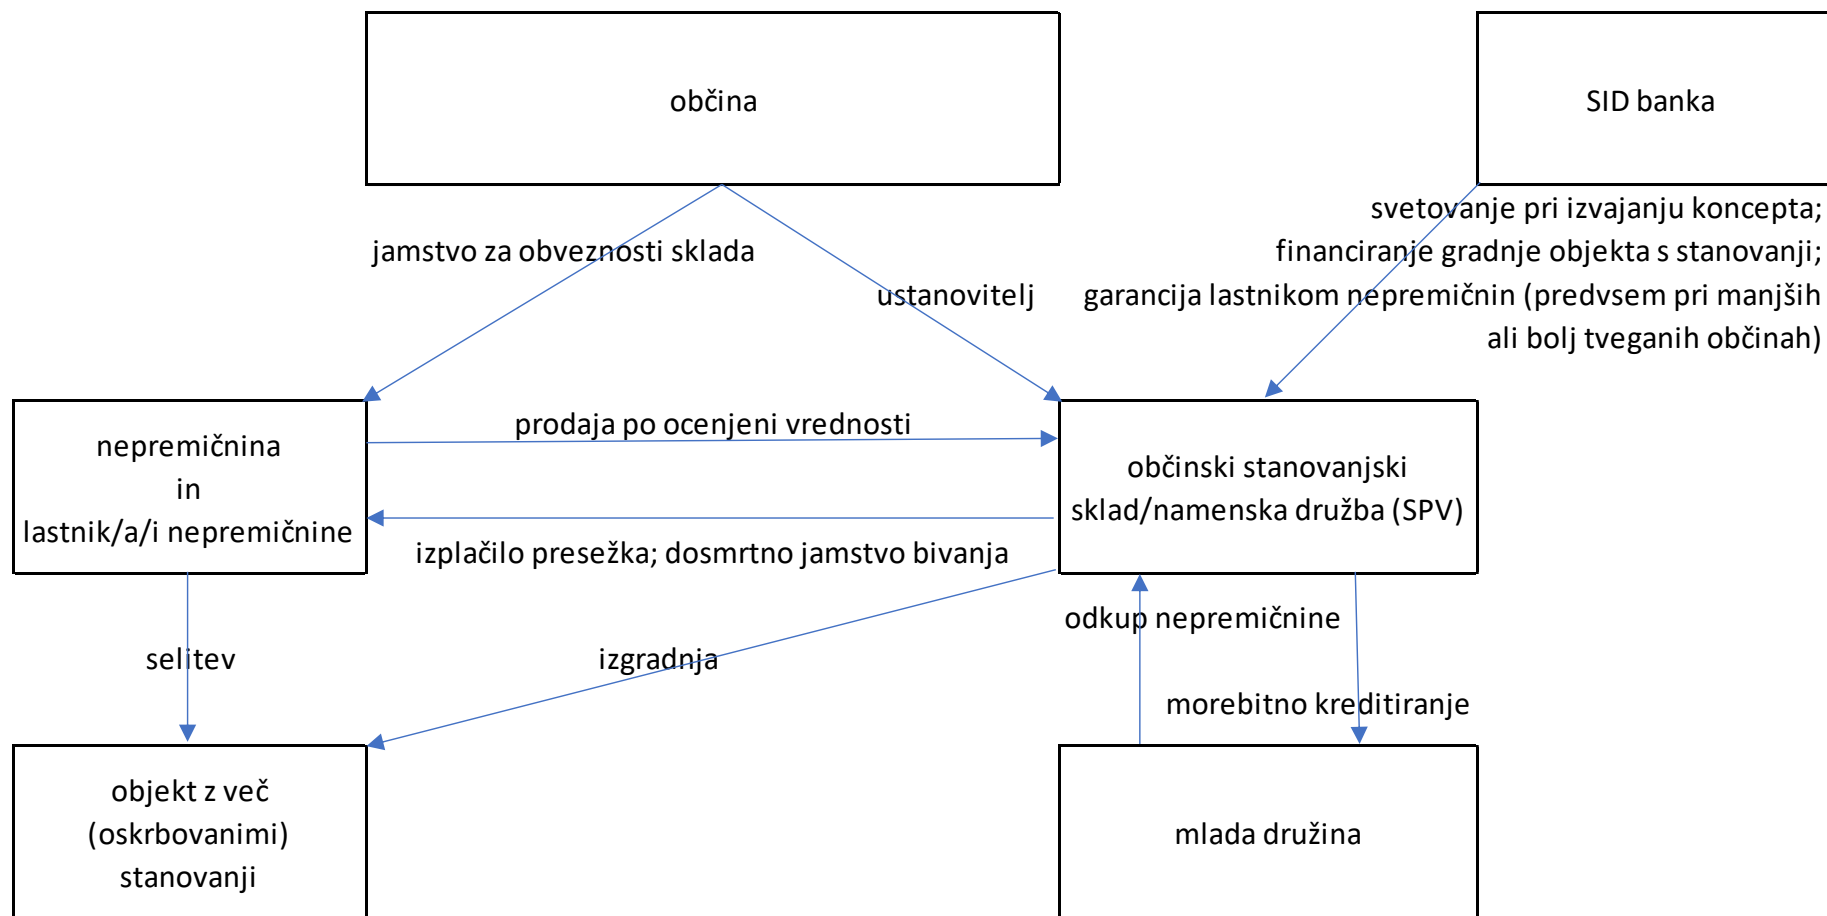 občina
SID banka
svetovanje pri izvajanju koncepta;
financiranje gradnje objekta s stanovanji;
garancija lastnikom nepremičnin (predvsem pri manjših
ali bolj tveganih občinah)
jamstvo za obveznosti sklada
ustanovitelj
nepremičnina
in
lastnik/a/i nepremičnine
prodaja po ocenjeni vrednosti
izplačilo presežka; dosmrtno jamstvo bivanja
občinski stanovanjski
sklad/namenska družba (SPV)
selitev
izgradnja
odkup nepremičnine
morebitno kreditiranje
objekt z več
(oskrbovanimi)
stanovanji
mlada družina